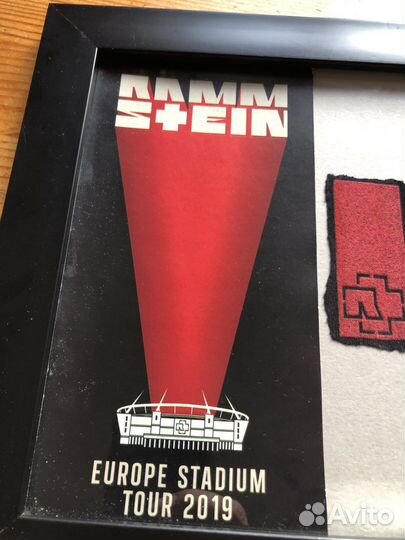 RAMM
STEIN
EUROPE STADIUM
TOUR 2019
Avito